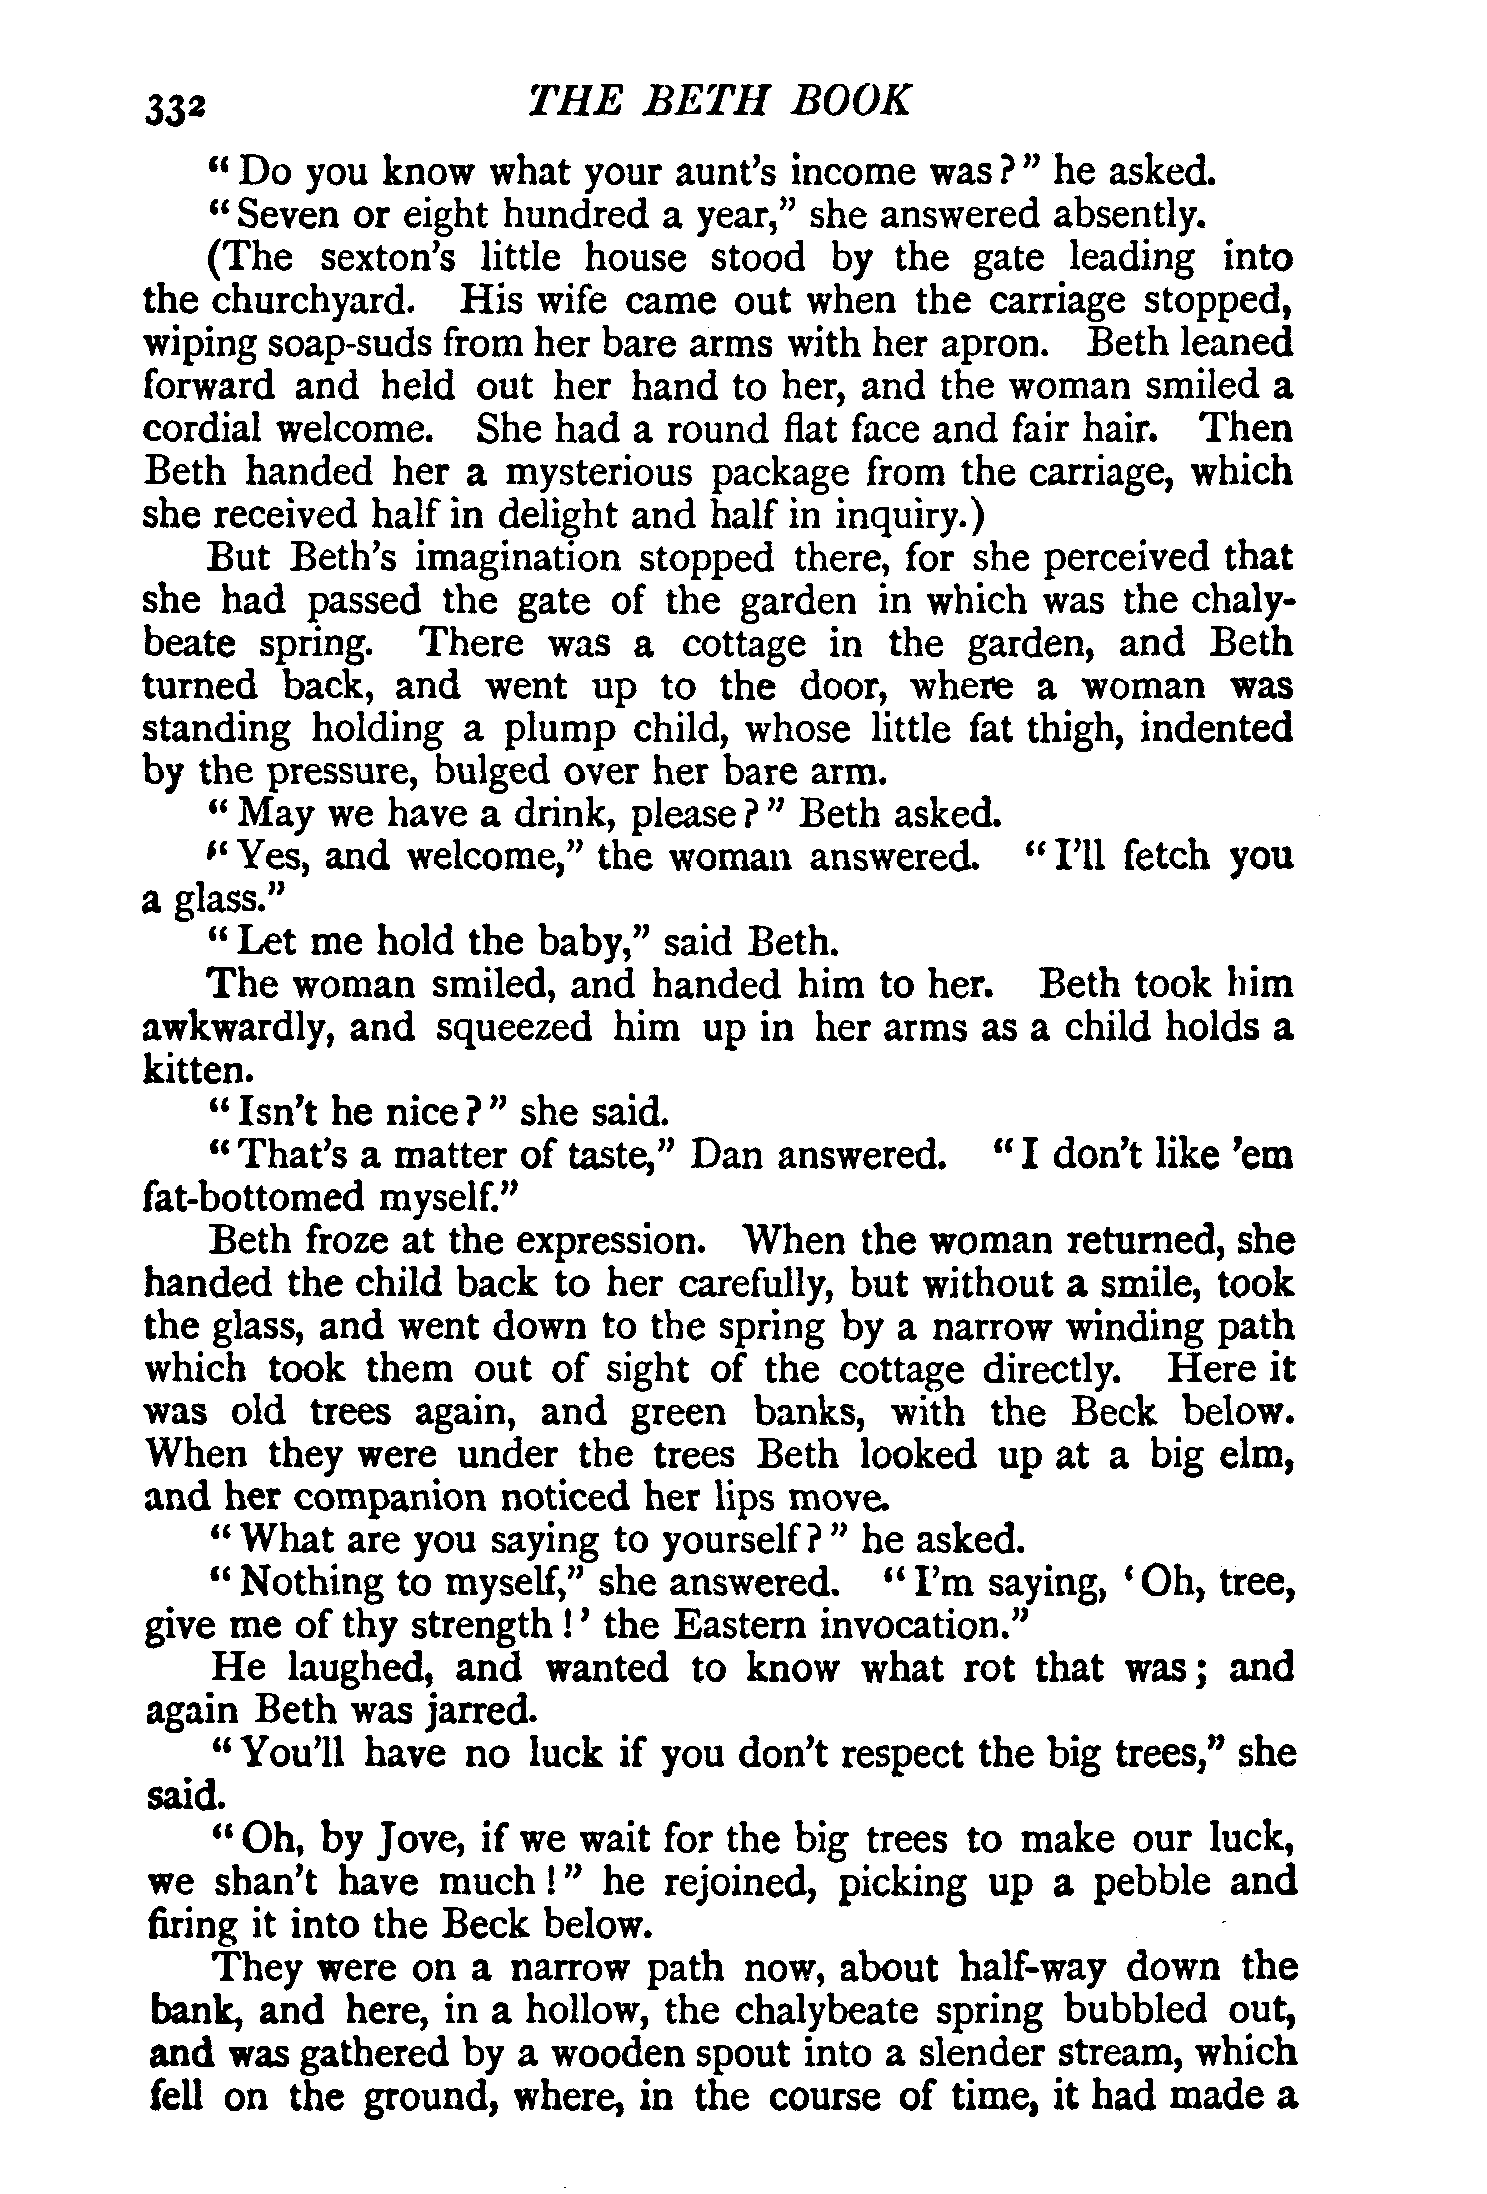 332 THE BETH BOOK
“Do you know what your aunt’s income was?” he asked.
“Seven or eight hundred a year,” she answered absently.
(The sexton’s little house stood by the gate leading into
the churchyard. His wife came out when the carriage stopped,
wiping soap-suds from her bare arms with her apron. Beth leaned
forward and held out her hand to her, and the woman smiled a
cordial welcome. She had a round flat face and fair hair. Then
Beth handed her a mysterious package from the carriage, which
she received half in delight and half in inquiry.)
But Beth’s imagination stopped there, for she perceived that
she had passed the gate of the garden in which was the chaly-
beate spring. There was a cottage in the garden, and Beth
turned back, and went up to the door, where a woman was
standing holding a plump child, whose little fat thigh, indented
by the pressure, bulged over her bare arm.
“May we have a drink, please?” Beth asked.
“Yes, and welcome,” the woman answered. “I’ll fetch you
a glass.”
“Let me hold the baby,” said Beth.
The woman smiled, and handed him to her. Beth took him
awkwardly, and squeezed him up in her arms as a child holds a
kitten.
“Isn’t he nice?” she said.
“That’s a matter of taste,” Dan answered. “I don’t like ’em
fat-bottomed myself.”
Beth froze at the expression. When the woman returned, she
handed the child back to her carefully, but without a smile, took
the glass, and went down to the spring by a narrow winding path
which took them out of sight of the cottage directly. Here it
was old trees again, and green banks, with the Beck below.
When they were under the trees Beth looked up at a big elm,
and her companion noticed her lips move.
“What are you saying to yourself?” he asked.
“Nothing to myself,” she answered. “I’m saying, ‘Oh, tree,
give me of thy strength!’ the Eastern invocation.”
He laughed, and wanted to know what rot that was; and
again Beth was jarred.
“You’ll have no luck if you don’t respect the big trees,” she
said.
“Oh, by Jove, if we wait for the big trees to make our luck,
we shan’t have much!” he rejoined, picking up a pebble and
firing it into the Beck below.
They were on a narrow path now, about half-way down the
bank, and here, in a hollow, the chalybeate spring bubbled out,
and was gathered by a wooden spout into a slender stream, which
fell on the ground, where, in the course of time, it had made a